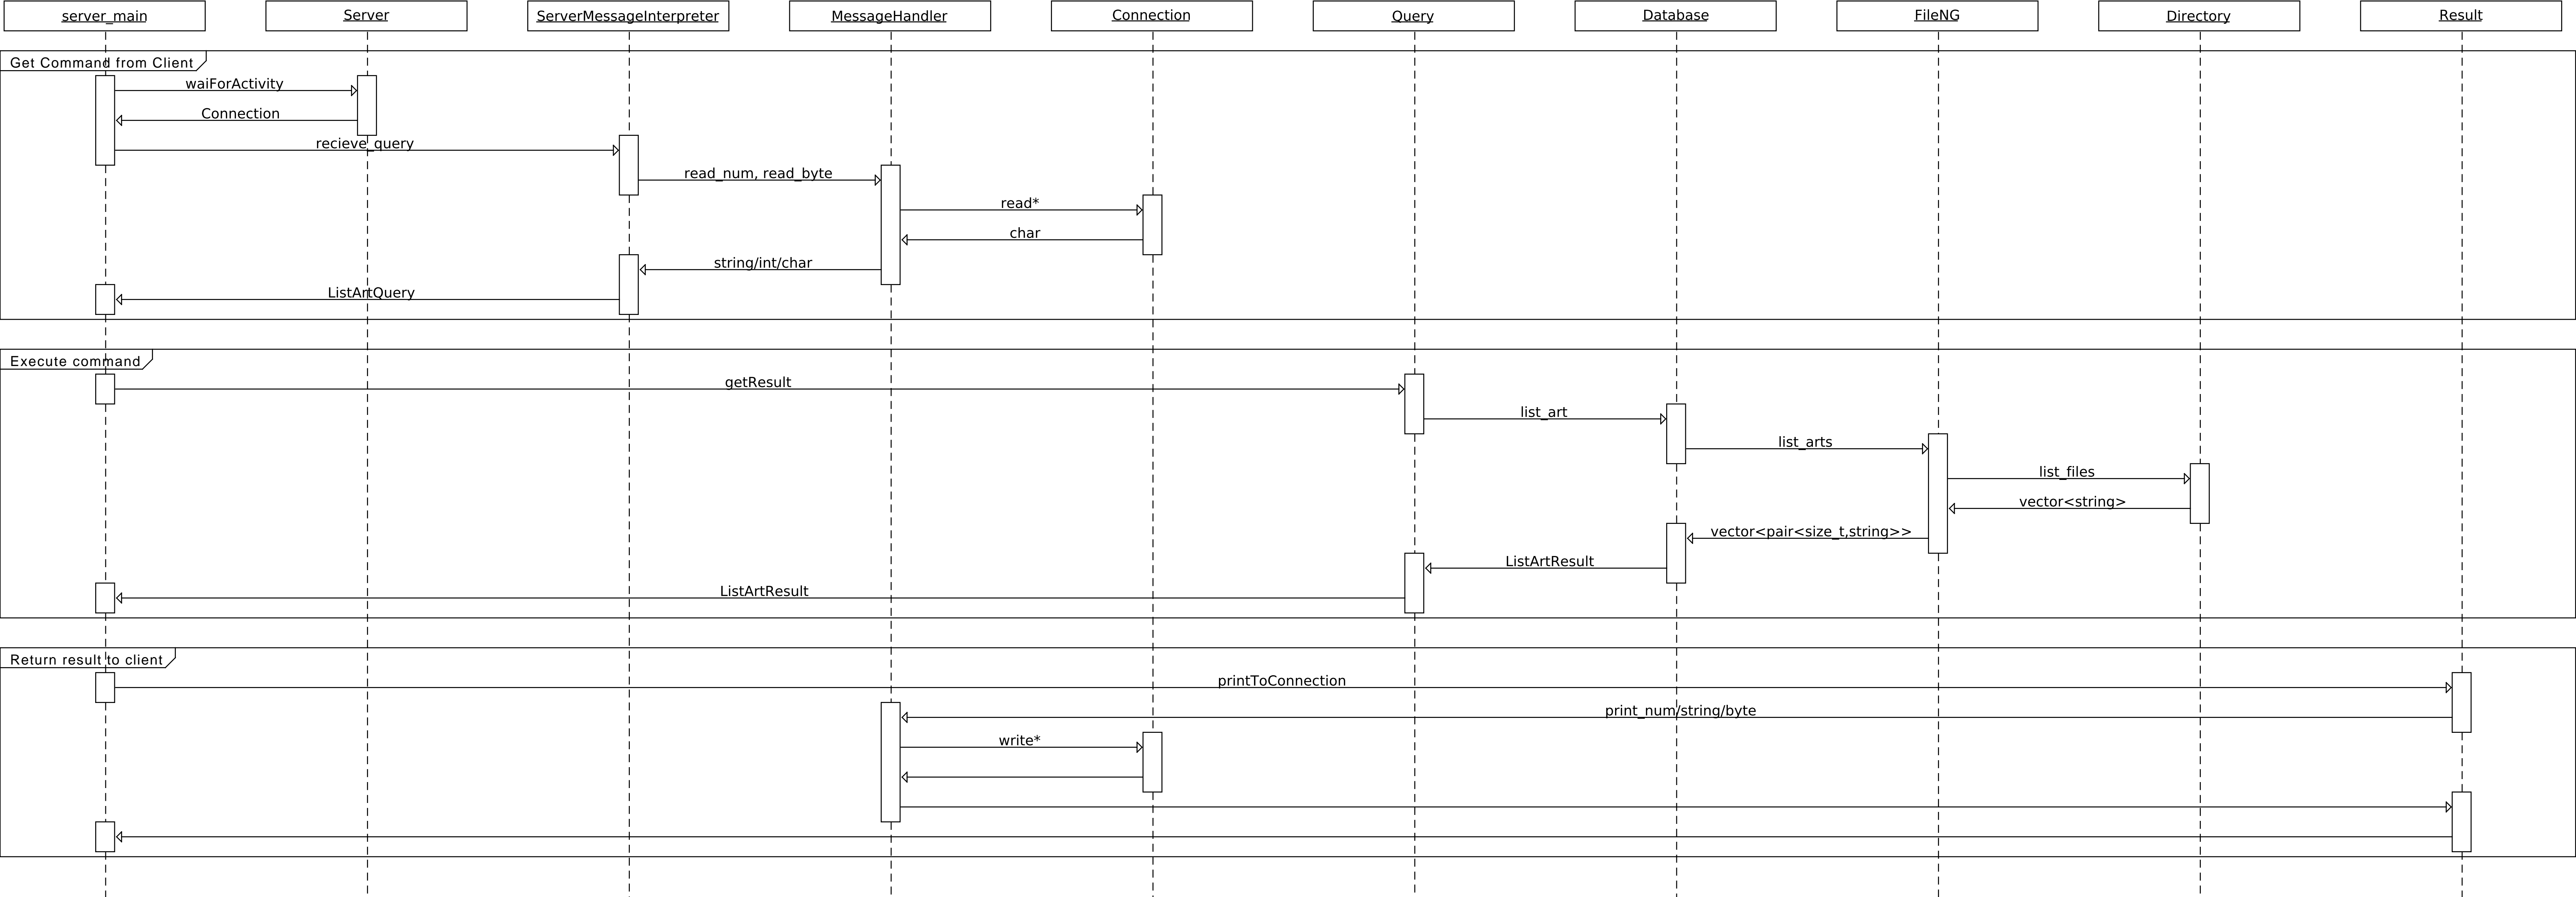 server_main
Server
ServerMessageInterpreter
MessageHandler
Connection
Query
Database
FileNG
Directory
Result
Get Command from Client
waiForActivity
Connection
recieve_query
read_num, read_byte
read*
char
string/int/char
ListArtQuery
Execute command
getResult
list_art
list_arts
list_files
vector<string>
vector<pair<size_t,string>>
ListArtResult
ListArtResult
Return result to client
printToConnection
print_num/string/byte
write*